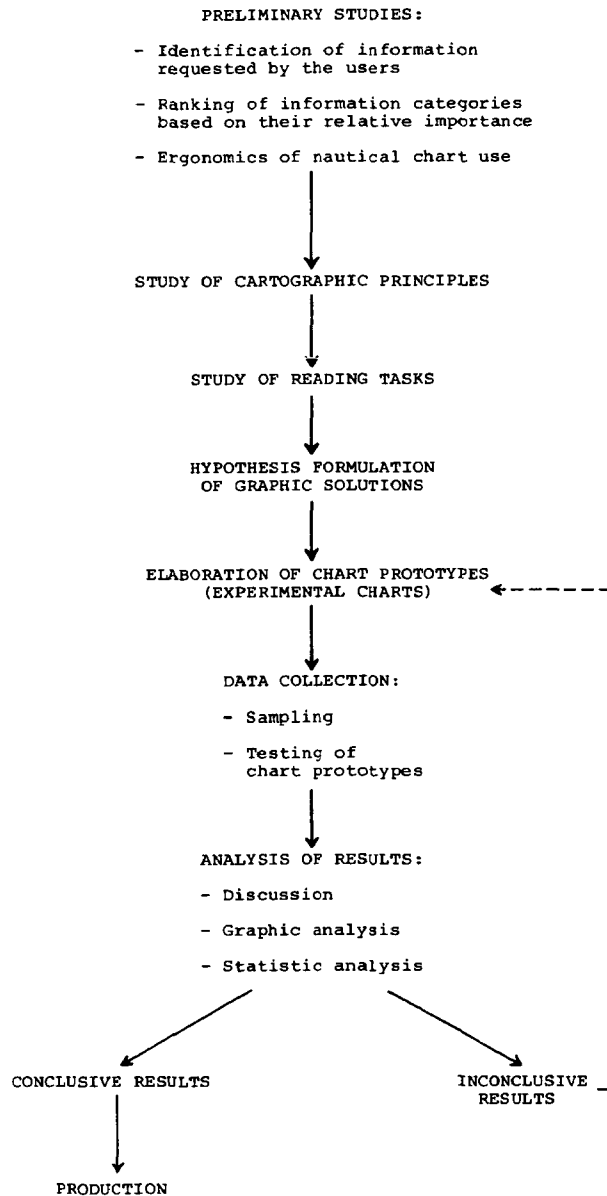 PRELIMINARY STUDIES:
- Identification of information
requested by the users
- Ranking of information categories
based on their relative importance
- Ergonomics of nautical chart use
STUDY OF CARTOGRAPHIC PRINCIPLES
STUDY OF READING TASKS
HYPOTHESIS FORMULATION
OF GRAPHIC SOLUTIONS
ELABORATION OF CHART PROTOTYPES
(EXPERIMENTAL CHARTS)
DATA COLLECTION:
- Sampling
- Testing of
chart prototypes
ANALYSIS OF RESULTS:
- Discussion
- Graphic analysis
- Statistic analysis
CONCLUSIVE RESULTS
INCONCLUSIVE
RESULTS
PRODUCTION